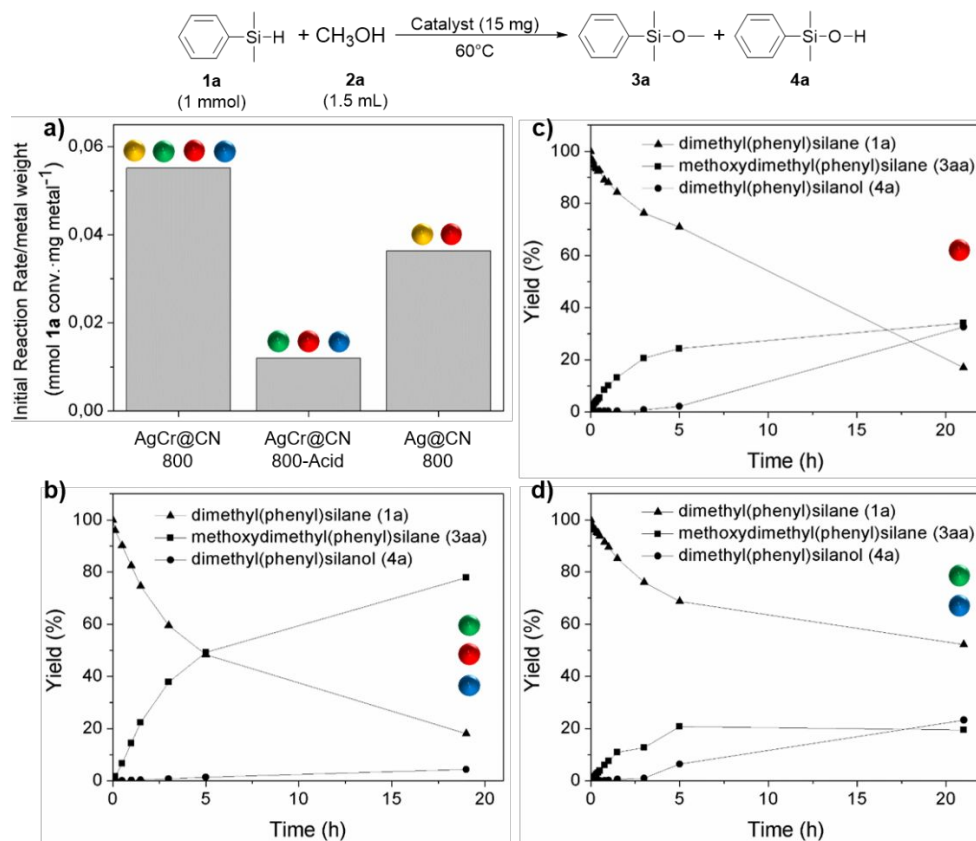 Si-H + CH₃OH Catalyst (15 mg) Si-O + Si-O-H
60°C
1a 2a 3a 4a
(1 mmol) (1.5 mL)
a)
Initial Reaction Rate/metal weight
(mmol 1a conv.·mg metal⁻¹)
0,06
0,04
0,02
0,00
AgCr@CN AgCr@CN Ag@CN
800 800-Acid 800
c)
dimethyl(phenyl)silane (1a)
methoxydimethyl(phenyl)silane (3aa)
dimethyl(phenyl)silanol (4a)
Yield (%)
100
80
60
40
20
0
0 5 10 15 20
Time (h)
b)
dimethyl(phenyl)silane (1a)
methoxydimethyl(phenyl)silane (3aa)
dimethyl(phenyl)silanol (4a)
Yield (%)
100
80
60
40
20
0
0 5 10 15 20
Time (h)
d)
dimethyl(phenyl)silane (1a)
methoxydimethyl(phenyl)silane (3aa)
dimethyl(phenyl)silanol (4a)
Yield (%)
100
80
60
40
20
0
0 5 10 15 20
Time (h)